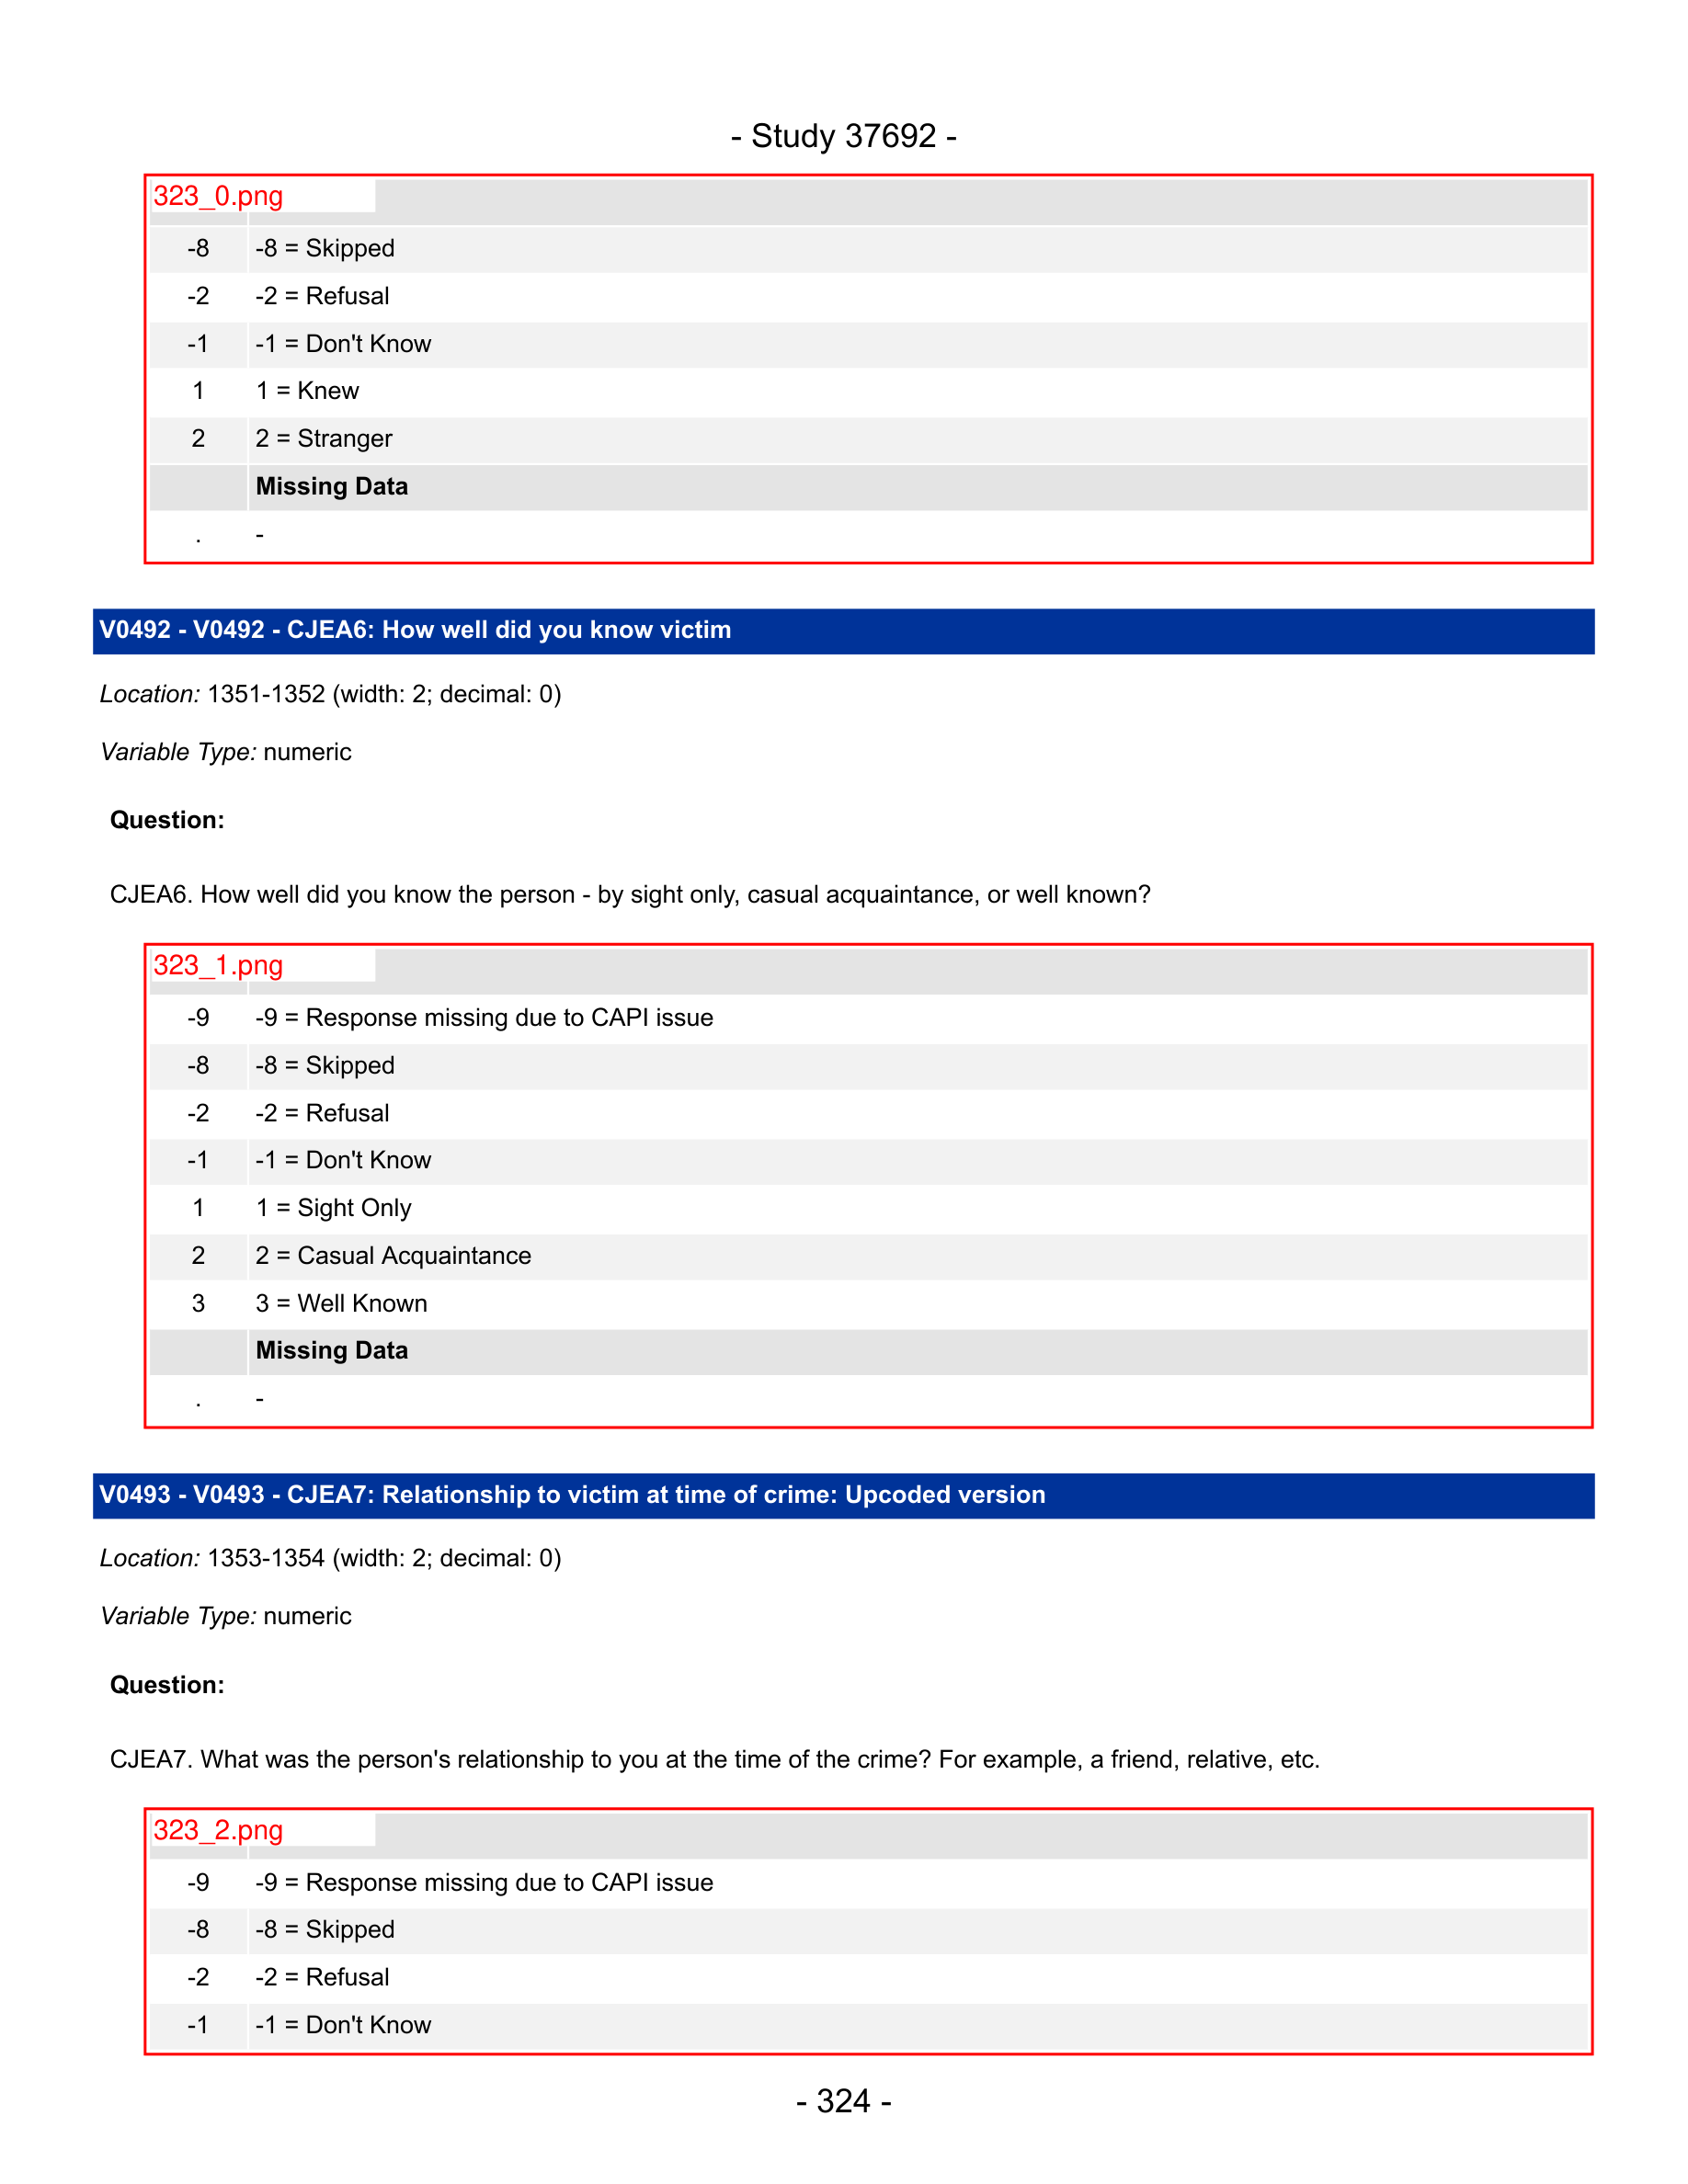 - Study 37692 -
323_0.png
-8 -8 = Skipped
-2 -2 = Refusal
-1 -1 = Don't Know
1 1 = Knew
2 2 = Stranger
Missing Data
. -
V0492 - V0492 - CJEA6: How well did you know victim
Location: 1351-1352 (width: 2; decimal: 0)
Variable Type: numeric
Question:
CJEA6. How well did you know the person - by sight only, casual acquaintance, or well known?
323_1.png
-9 -9 = Response missing due to CAPI issue
-8 -8 = Skipped
-2 -2 = Refusal
-1 -1 = Don't Know
1 1 = Sight Only
2 2 = Casual Acquaintance
3 3 = Well Known
Missing Data
. -
V0493 - V0493 - CJEA7: Relationship to victim at time of crime: Upcoded version
Location: 1353-1354 (width: 2; decimal: 0)
Variable Type: numeric
Question:
CJEA7. What was the person's relationship to you at the time of the crime? For example, a friend, relative, etc.
323_2.png
-9 -9 = Response missing due to CAPI issue
-8 -8 = Skipped
-2 -2 = Refusal
-1 -1 = Don't Know
- 324 -